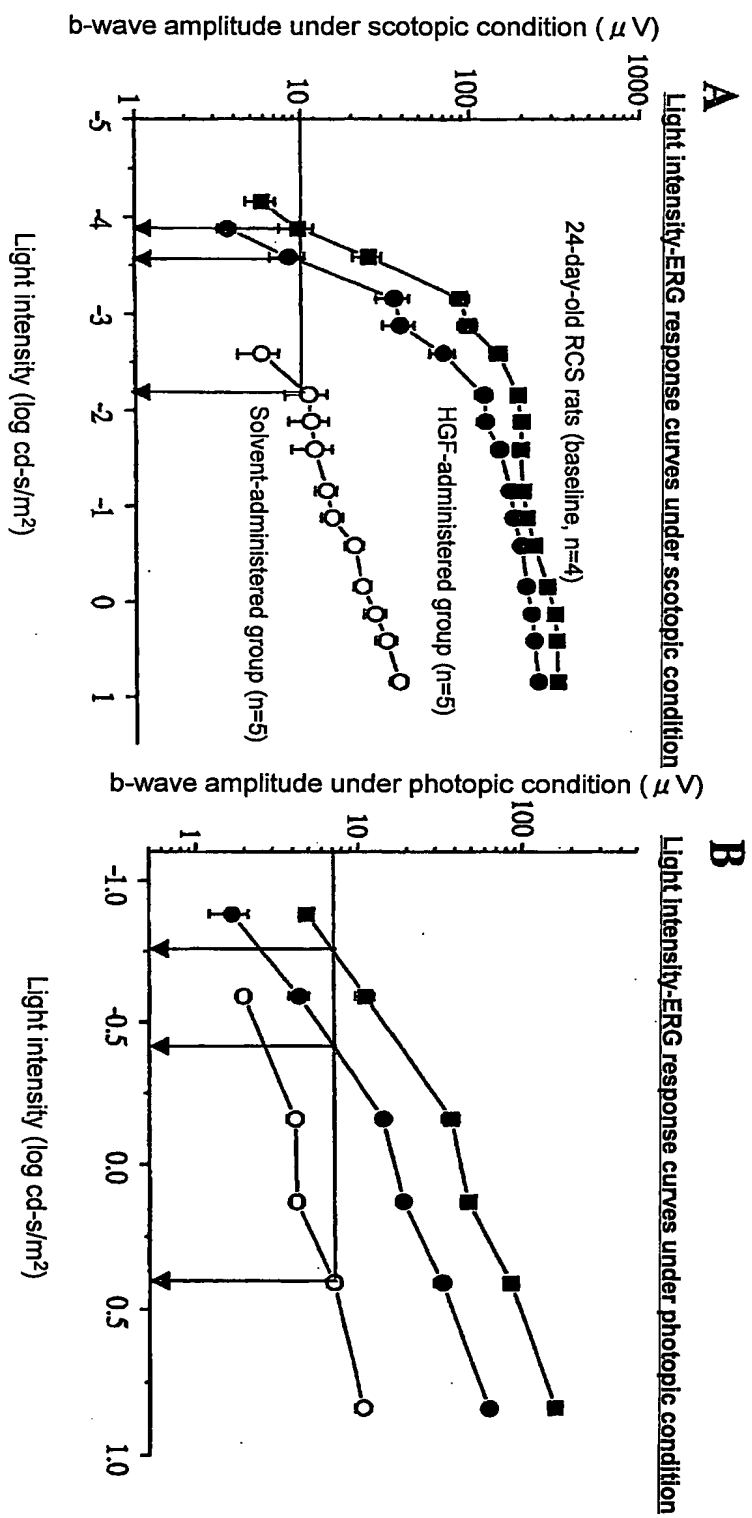 A
Light intensity-ERG response curves under scotopic condition
b-wave amplitude under scotopic condition ( μ V)
1000
100
10
1
24-day-old RCS rats (baseline, n=4)
HGF-administered group (n=5)
Solvent-administered group (n=5)
-5
-4
-3
-2
-1
0
1
Light intensity (log cd-s/m²)
B
Light intensity-ERG response curves under photopic condition
b-wave amplitude under photopic condition ( μ V)
100
10
1
-1.0
-0.5
0.0
0.5
1.0
Light intensity (log cd-s/m²)